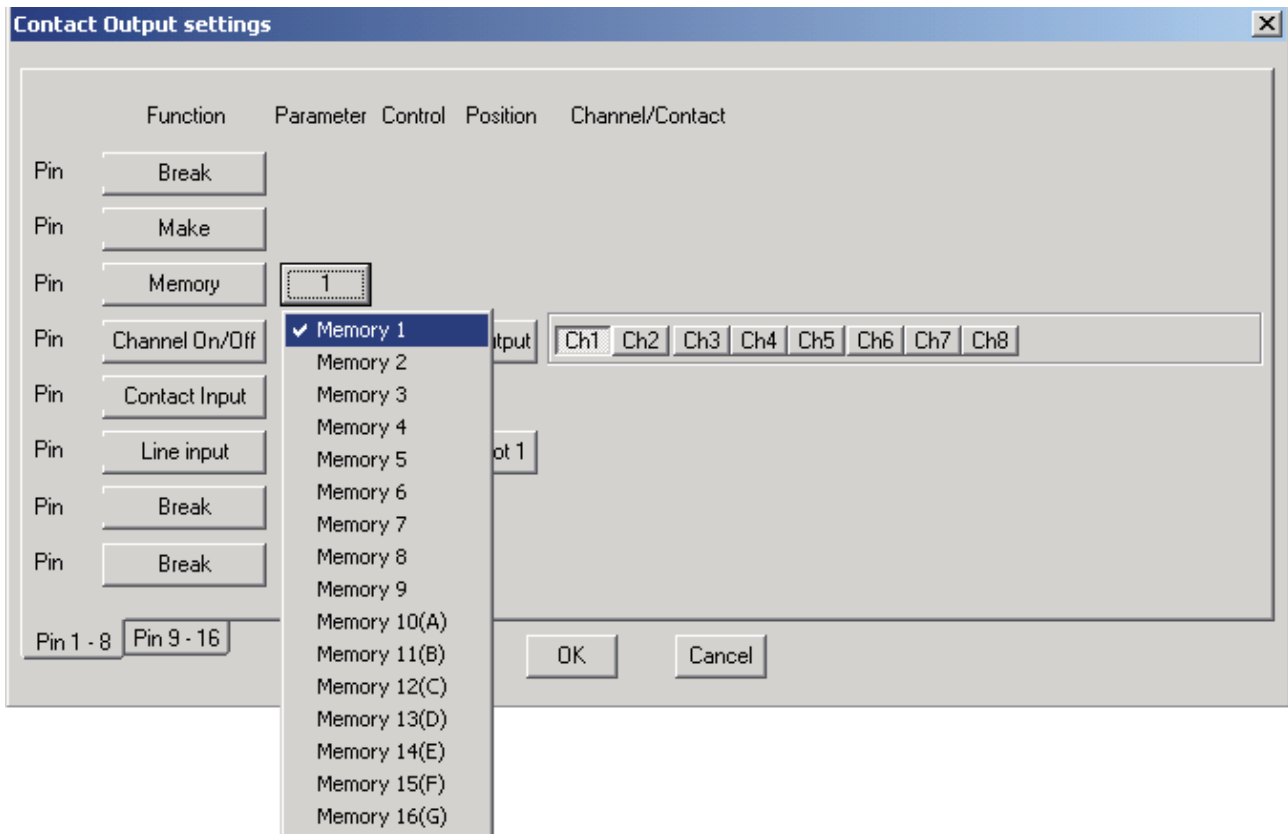 Contact Output settings
Function Parameter Control Position Channel/Contact
Pin Break
Pin Make
Pin Memory 1
Pin Channel On/Off Ch1 Ch2 Ch3 Ch4 Ch5 Ch6 Ch7 Ch8
Pin Contact Input
Pin Line input
Pin Break
Pin Break
Memory 1
Memory 2
Memory 3
Memory 4
Memory 5
Memory 6
Memory 7
Memory 8
Memory 9
Memory 10(A)
Memory 11(B)
Memory 12(C)
Memory 13(D)
Memory 14(E)
Memory 15(F)
Memory 16(G)
Pin 1 - 8 Pin 9 - 16
OK Cancel